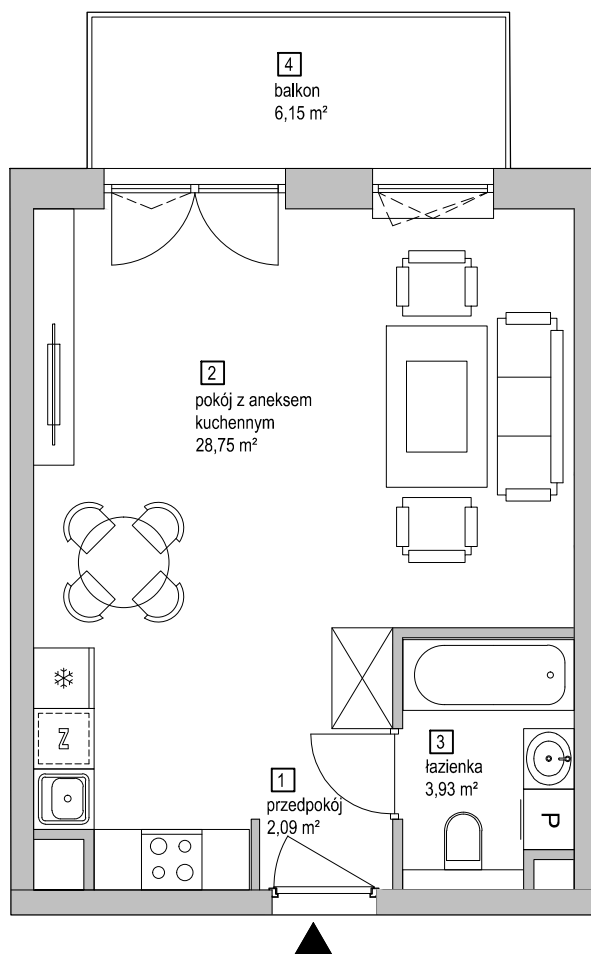 4
balkon
6,15 m²
2
pokój z aneksem
kuchennym
28,75 m²
Z
1
przedpokój
2,09 m²
3
łazienka
3,93 m²
P